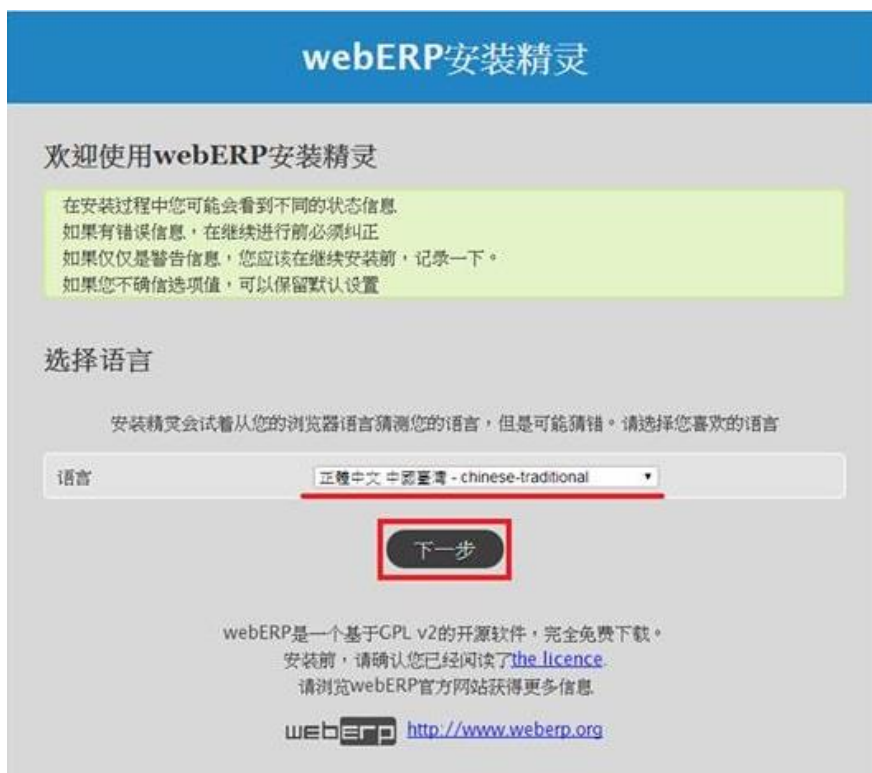 webERP安装精灵
欢迎使用webERP安装精灵
在安装过程中您可能会看到不同的状态信息
如果有错误信息，在继续进行前必须纠正
如果仅仅是警告信息，您应该在继续安装前，记录一下。
如果您不确信选项值，可以保留默认设置
选择语言
安装精灵会试着从您的浏览器语言猜测您的语言，但是可能猜错。请选择您喜欢的语言
语言
正體中文 中國臺灣 - chinese-traditional
下一步
webERP是一个基于GPL v2的开源软件，完全免费下载。
安装前，请确认您已经阅读了the licence.
请浏览webERP官方网站获得更多信息
weberp http://www.weberp.org